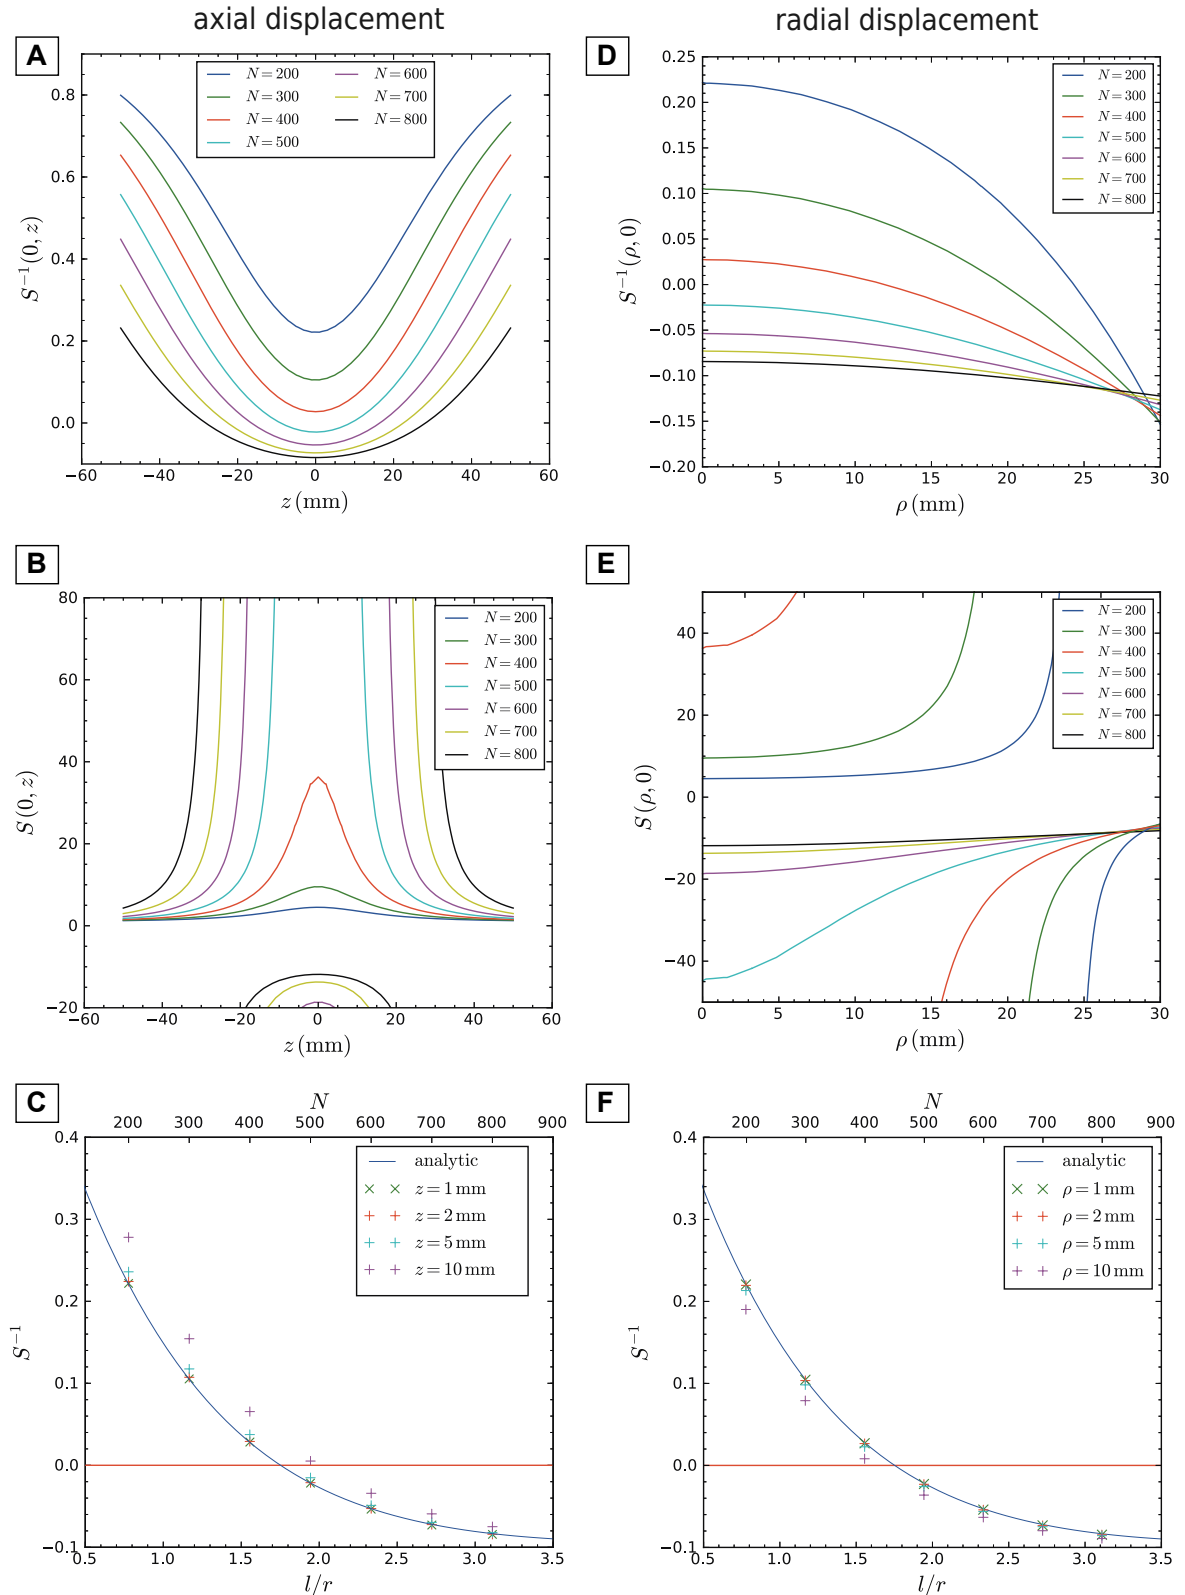 axial displacement
radial displacement
A
N=200
N=300
N=400
N=500
N=600
N=700
N=800
0.8
0.6
0.4
0.2
0.0
S⁻¹(0, z)
−60 −40 −20 0 20 40 60
z (mm)
D
N=200
N=300
N=400
N=500
N=600
N=700
N=800
0.25
0.20
0.15
0.10
0.05
0.00
−0.05
−0.10
−0.15
−0.20
S⁻¹(ρ, 0)
0 5 10 15 20 25 30
ρ (mm)
B
N=200
N=300
N=400
N=500
N=600
N=700
N=800
80
60
40
20
0
−20
S(0, z)
−60 −40 −20 0 20 40 60
z (mm)
E
N=200
N=300
N=400
N=500
N=600
N=700
N=800
40
20
0
−20
−40
S(ρ, 0)
0 5 10 15 20 25 30
ρ (mm)
C
N
200 300 400 500 600 700 800 900
analytic
z=1 mm
z=2 mm
z=5 mm
z=10 mm
0.4
0.3
0.2
0.1
0.0
−0.1
S⁻¹
0.5 1.0 1.5 2.0 2.5 3.0 3.5
l/r
F
N
200 300 400 500 600 700 800 900
analytic
ρ=1 mm
ρ=2 mm
ρ=5 mm
ρ=10 mm
0.4
0.3
0.2
0.1
0.0
−0.1
S⁻¹
0.5 1.0 1.5 2.0 2.5 3.0 3.5
l/r